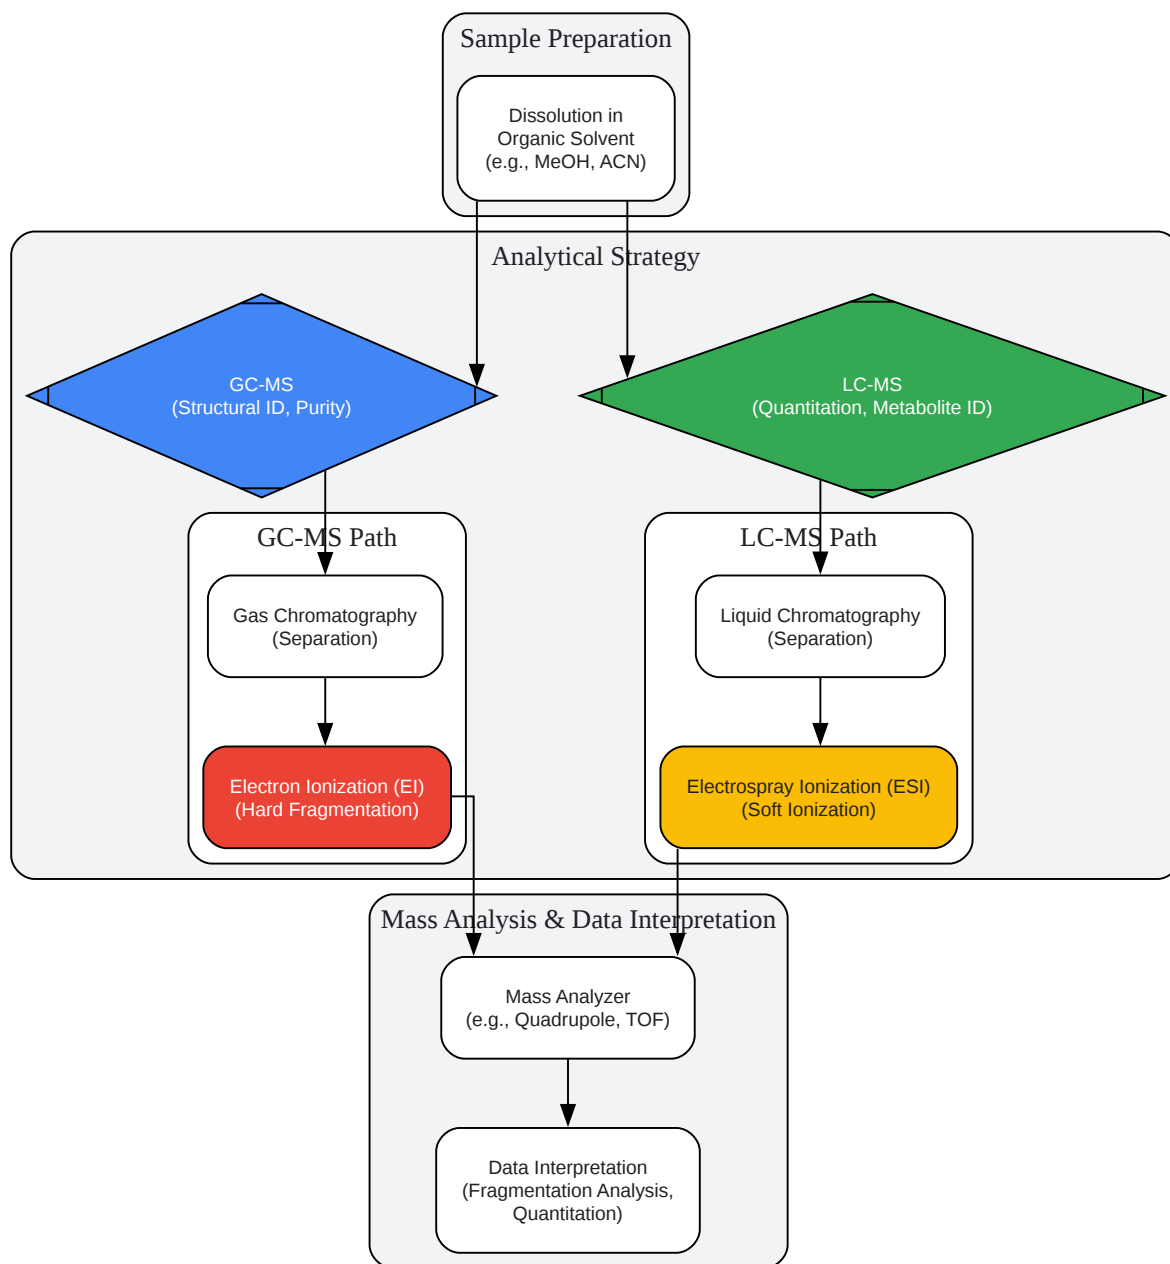 Sample Preparation
Dissolution in
Organic Solvent
(e.g., MeOH, ACN)
Analytical Strategy
GC-MS
(Structural ID, Purity)
LC-MS
(Quantitation, Metabolite ID)
GC-MS Path
LC-MS Path
Gas Chromatography
(Separation)
Liquid Chromatography
(Separation)
Electron Ionization (EI)
(Hard Fragmentation)
Electrospray Ionization (ESI)
(Soft Ionization)
Mass Analysis & Data Interpretation
Mass Analyzer
(e.g., Quadrupole, TOF)
Data Interpretation
(Fragmentation Analysis,
Quantitation)